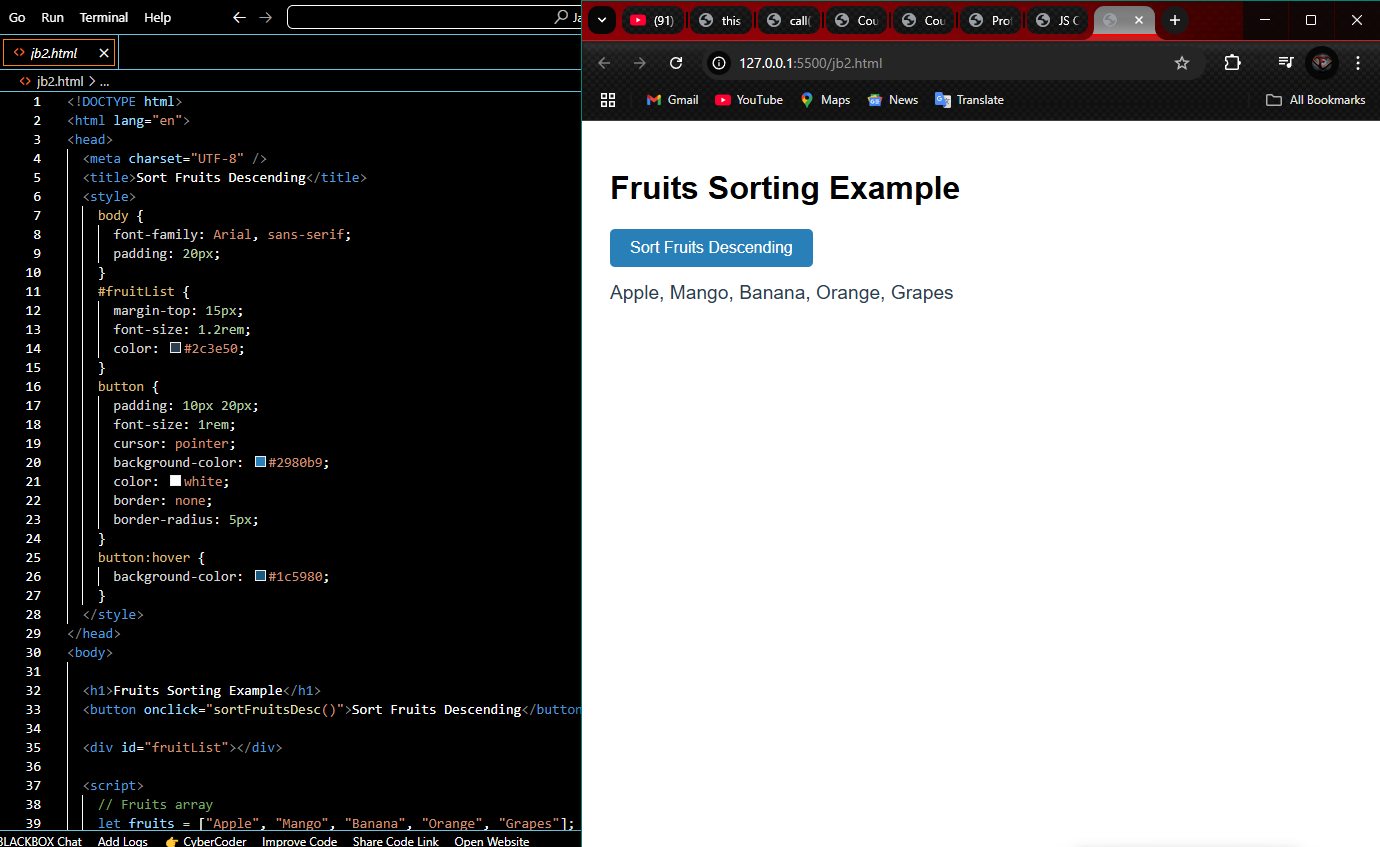 Go Run Terminal Help
jb2.html
jb2.html > ...
1 <!DOCTYPE html>
2 <html lang="en">
3 <head>
4 <meta charset="UTF-8" />
5 <title>Sort Fruits Descending</title>
6 <style>
7 body {
8 font-family: Arial, sans-serif;
9 padding: 20px;
10 }
11 #fruitList {
12 margin-top: 15px;
13 font-size: 1.2rem;
14 color: #2c3e50;
15 }
16 button {
17 padding: 10px 20px;
18 font-size: 1rem;
19 cursor: pointer;
20 background-color: #2980b9;
21 color: white;
22 border: none;
23 border-radius: 5px;
24 }
25 button:hover {
26 background-color: #1c5980;
27 }
28 </style>
29 </head>
30 <body>
31
32 <h1>Fruits Sorting Example</h1>
33 <button onclick="sortFruitsDesc()">Sort Fruits Descending</button
34
35 <div id="fruitList"></div>
36
37 <script>
38 // Fruits array
39 let fruits = ["Apple", "Mango", "Banana", "Orange", "Grapes"];
BLACKBOX Chat Add Logs CyberCoder Improve Code Share Code Link Open Website
(91) this call( Cou Cou Pro JS C
127.0.0.1:5500/jb2.html
Gmail YouTube Maps News Translate All Bookmarks
Fruits Sorting Example
Sort Fruits Descending
Apple, Mango, Banana, Orange, Grapes